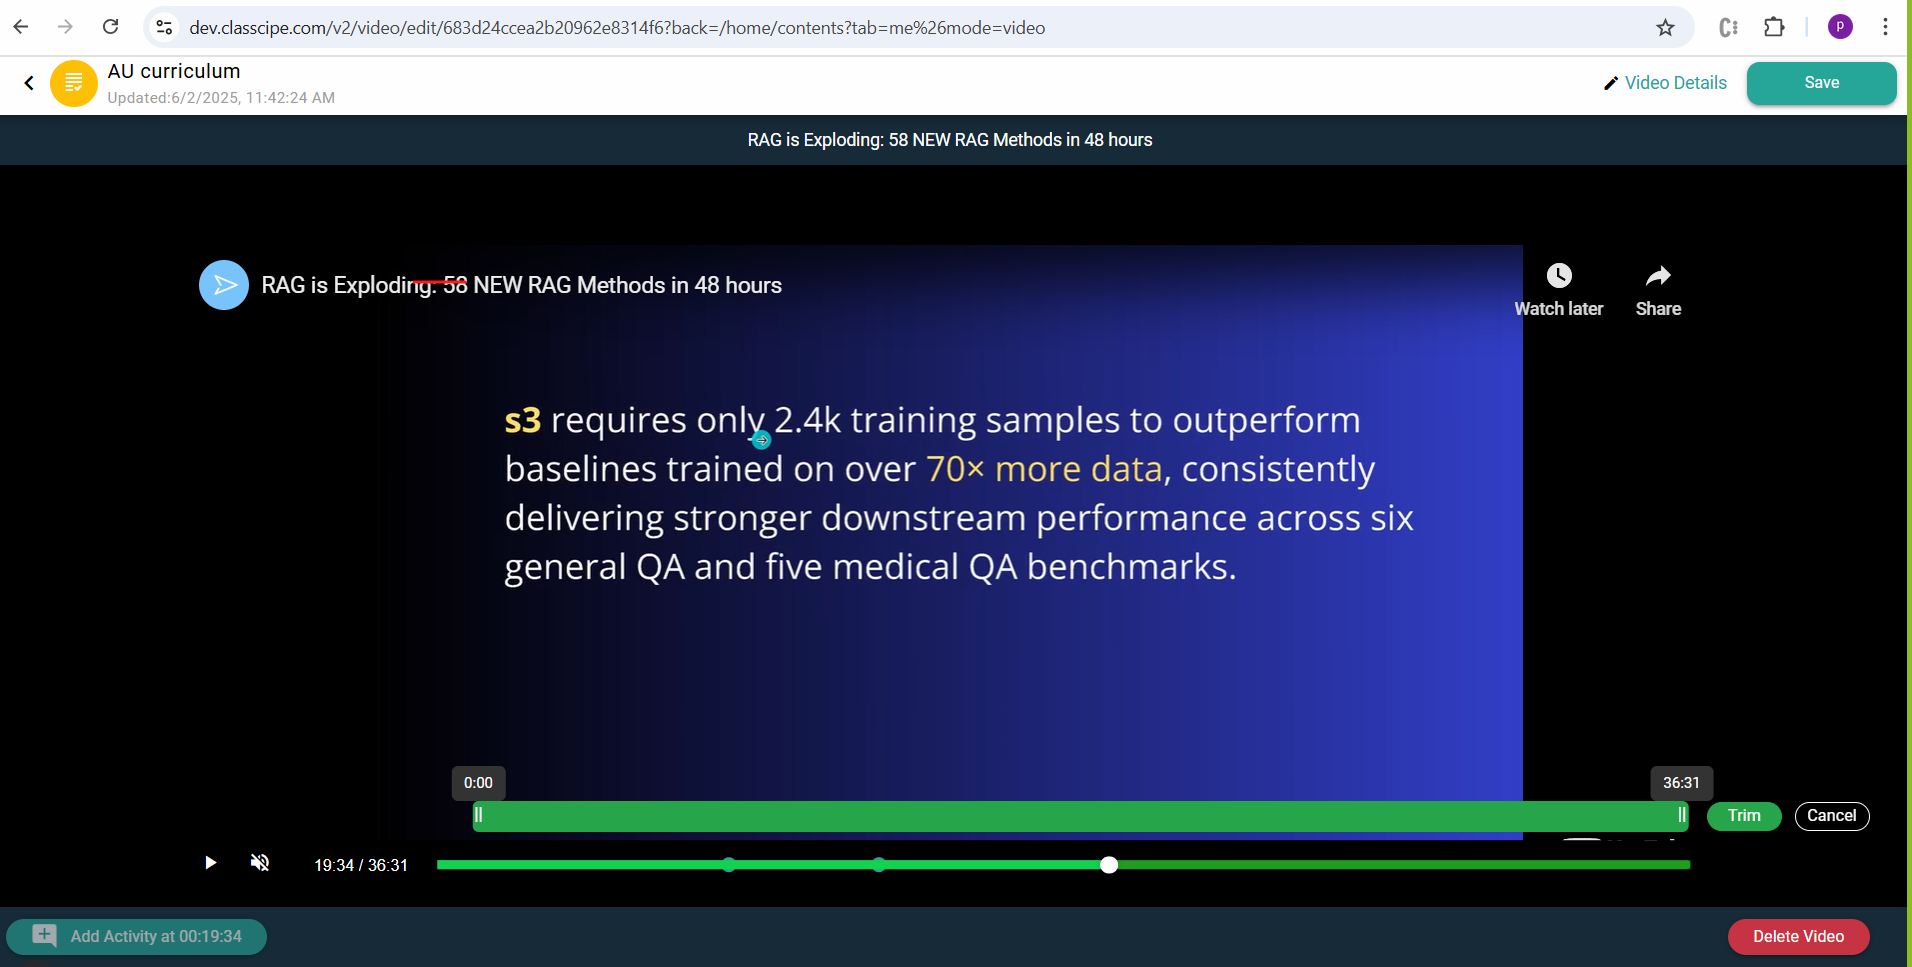 dev.classcipe.com/v2/video/edit/683d24ccea2b20962e8314f6?back=/home/contents?tab=me%26mode=video
P
AU curriculum
Updated:6/2/2025, 11:42:24 AM
Video Details
Save
RAG is Exploding: 58 NEW RAG Methods in 48 hours
RAG is Exploding: 58 NEW RAG Methods in 48 hours
Watch later
Share
s3 requires only 2.4k training samples to outperform
baselines trained on over 70× more data, consistently
delivering stronger downstream performance across six
general QA and five medical QA benchmarks.
0:00
36:31
Trim
Cancel
19:34 / 36:31
Add Activity at 00:19:34
Delete Video